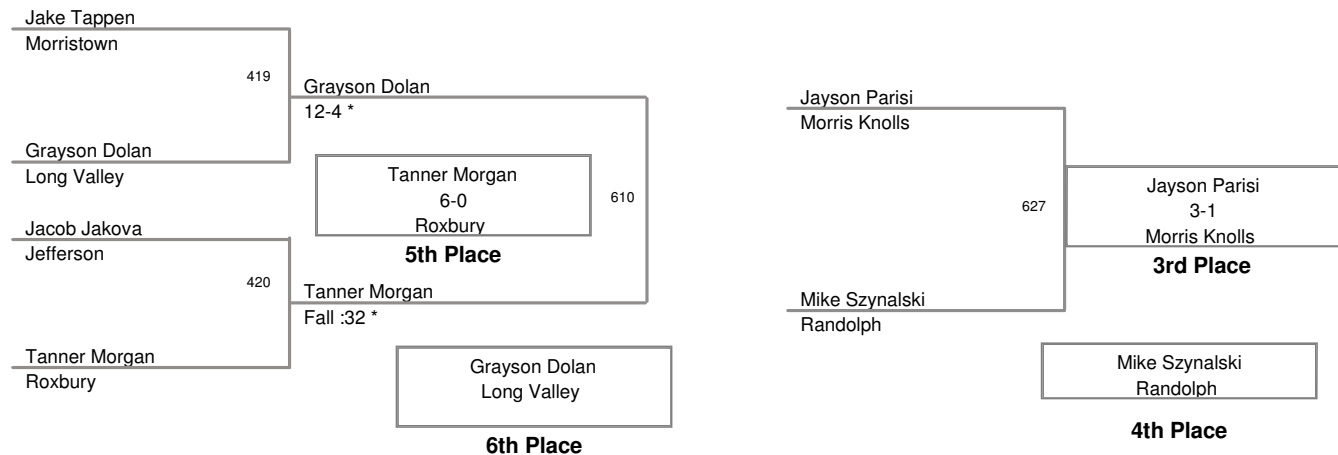 Jake Tappen
Morristown
419
Grayson Dolan
12-4 *
Grayson Dolan
Long Valley
Tanner Morgan
6-0
Roxbury
5th Place
610
Jacob Jakova
Jefferson
420
Tanner Morgan
Fall :32 *
Tanner Morgan
Roxbury
Grayson Dolan
Long Valley
6th Place
Jayson Parisi
Morris Knolls
627
Jayson Parisi
3-1
Morris Knolls
3rd Place
Mike Szynalski
Randolph
Mike Szynalski
Randolph
4th Place